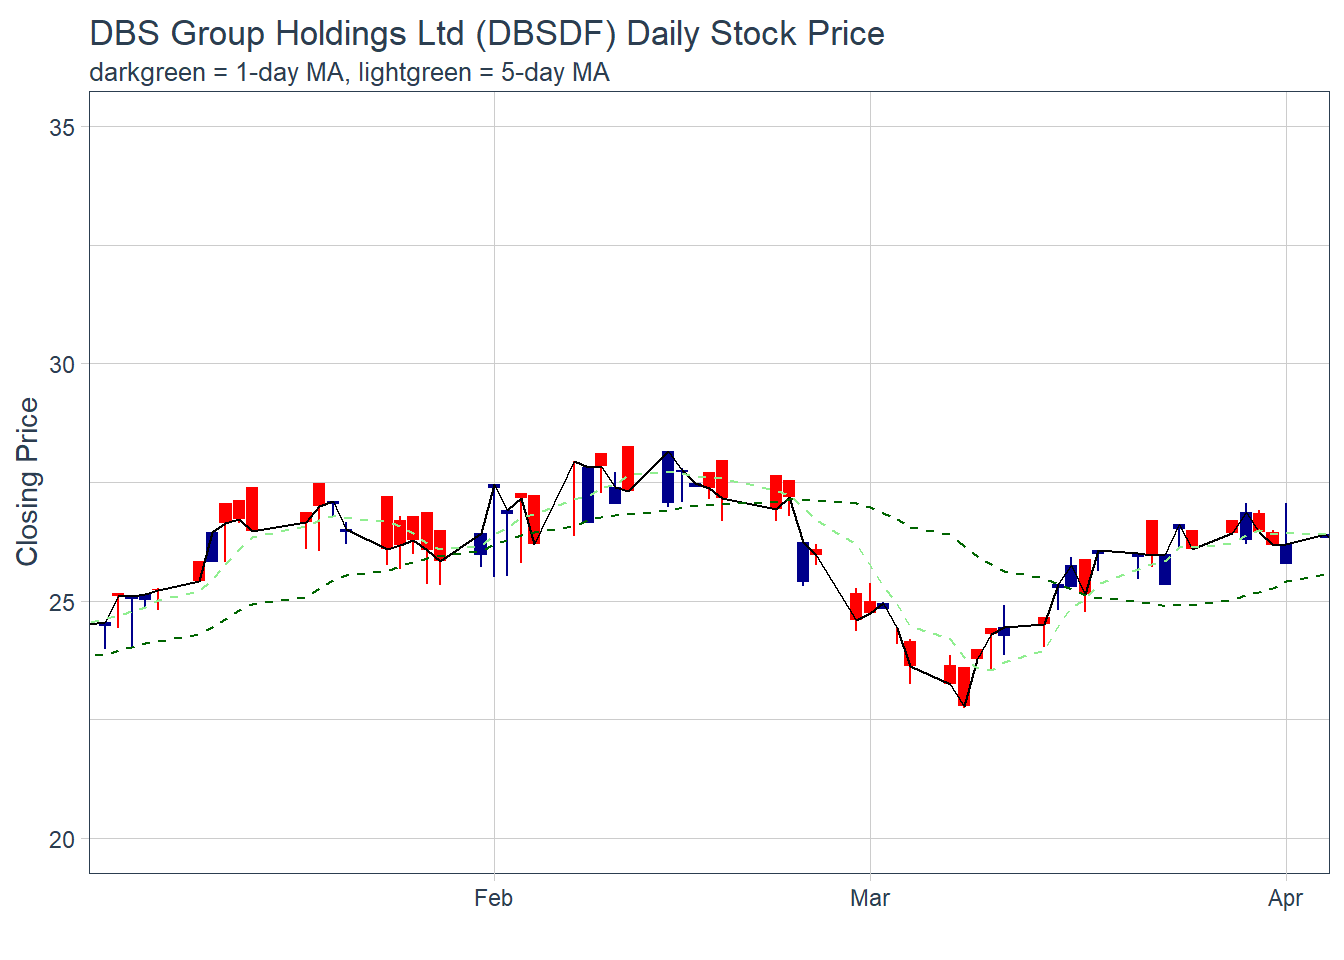 DBS Group Holdings Ltd (DBSDF) Daily Stock Price
darkgreen = 1-day MA, lightgreen = 5-day MA
35
30
25
20
Closing Price
Feb
Mar
Apr